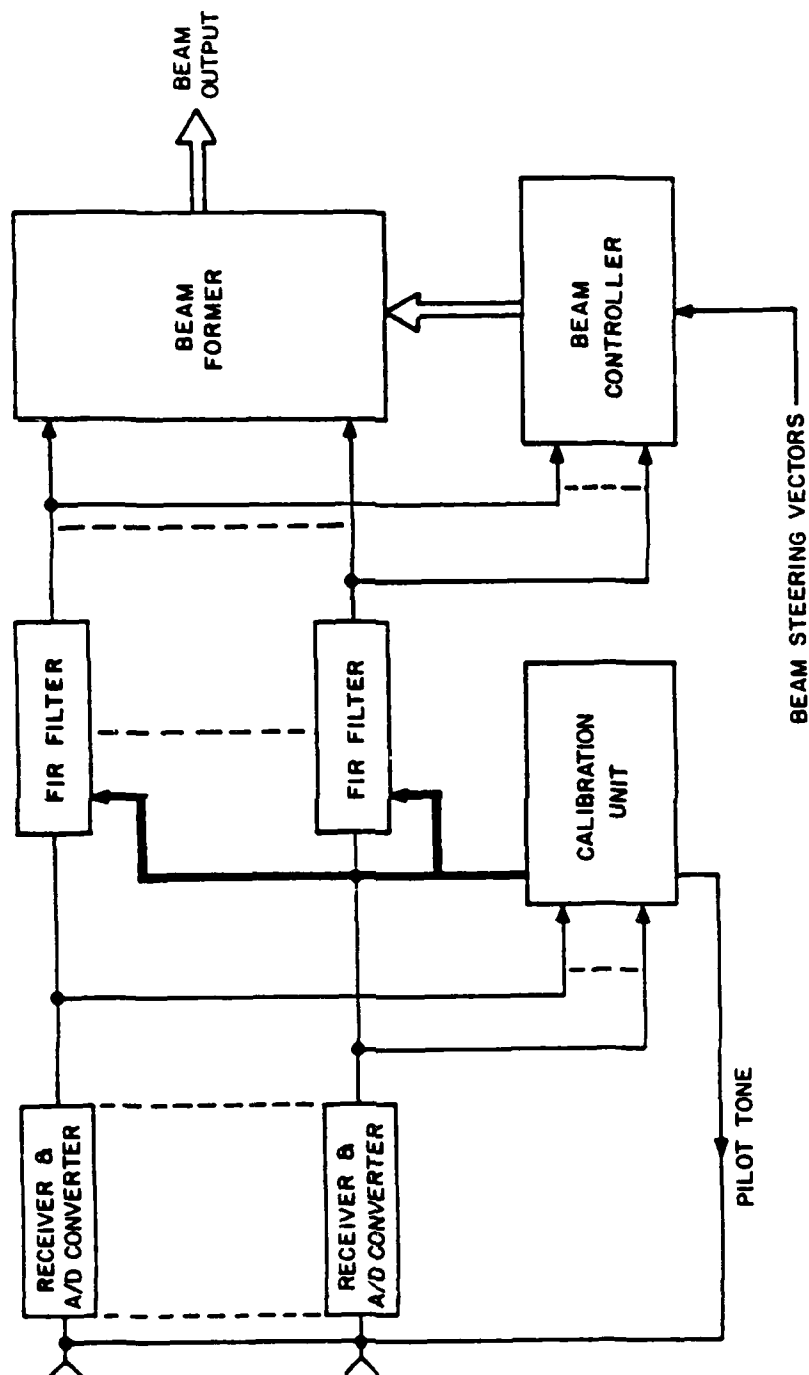 RECEIVER &
A/D CONVERTER
FIR FILTER
BEAM
FORMER
BEAM
OUTPUT
RECEIVER &
A/D CONVERTER
FIR FILTER
CALIBRATION
UNIT
BEAM
CONTROLLER
PILOT TONE
BEAM STEERING VECTORS